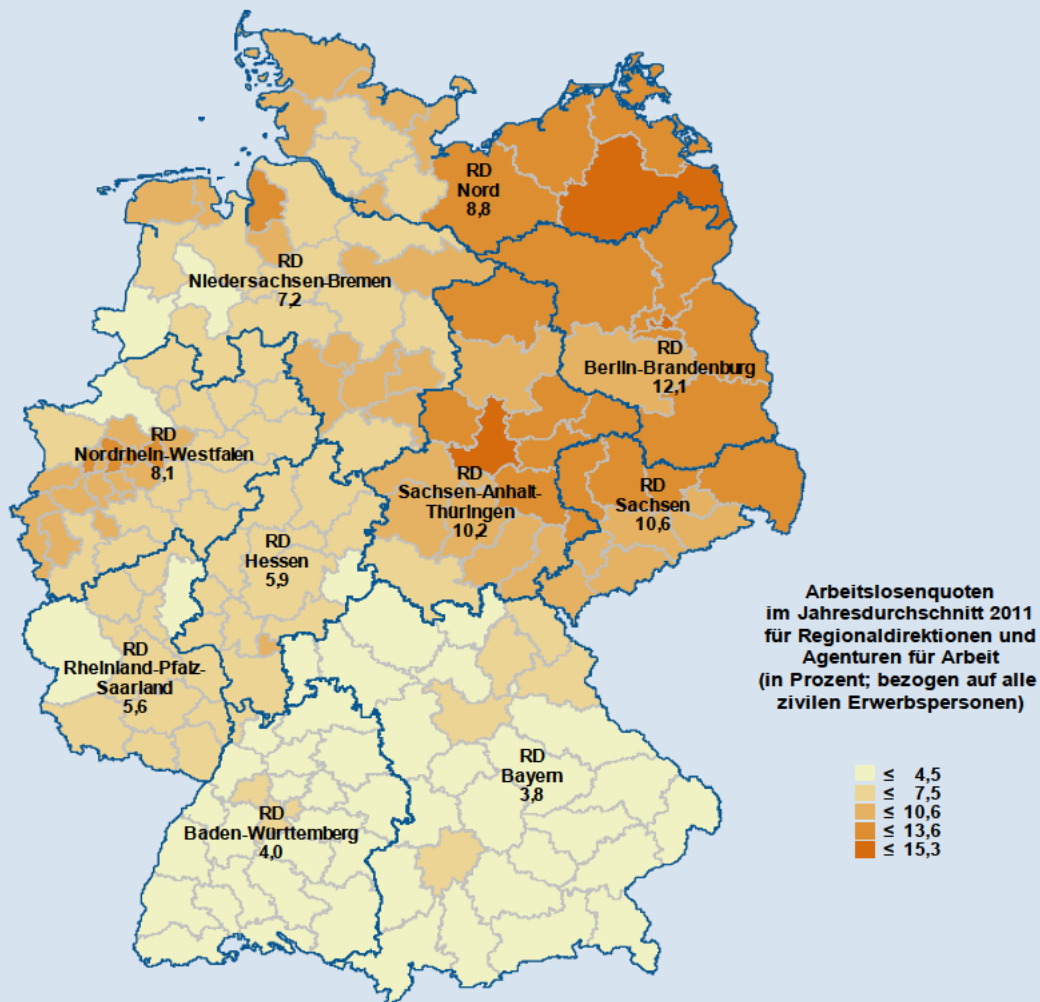 RD
Nord
8,8
RD
Niedersachsen-Bremen
7,2
RD
Berlin-Brandenburg
12,1
RD
Nordrhein-Westfalen
8,1
RD
Sachsen-Anhalt-
Thüringen
10,2
RD
Sachsen
10,6
RD
Hessen
5,9
RD
Rheinland-Pfalz-
Saarland
5,6
RD
Bayern
3,8
RD
Baden-Württemberg
4,0
Arbeitslosenquoten
im Jahresdurchschnitt 2011
für Regionaldirektionen und
Agenturen für Arbeit
(in Prozent; bezogen auf alle
zivilen Erwerbspersonen)
≤ 4,5
≤ 7,5
≤ 10,6
≤ 13,6
≤ 15,3